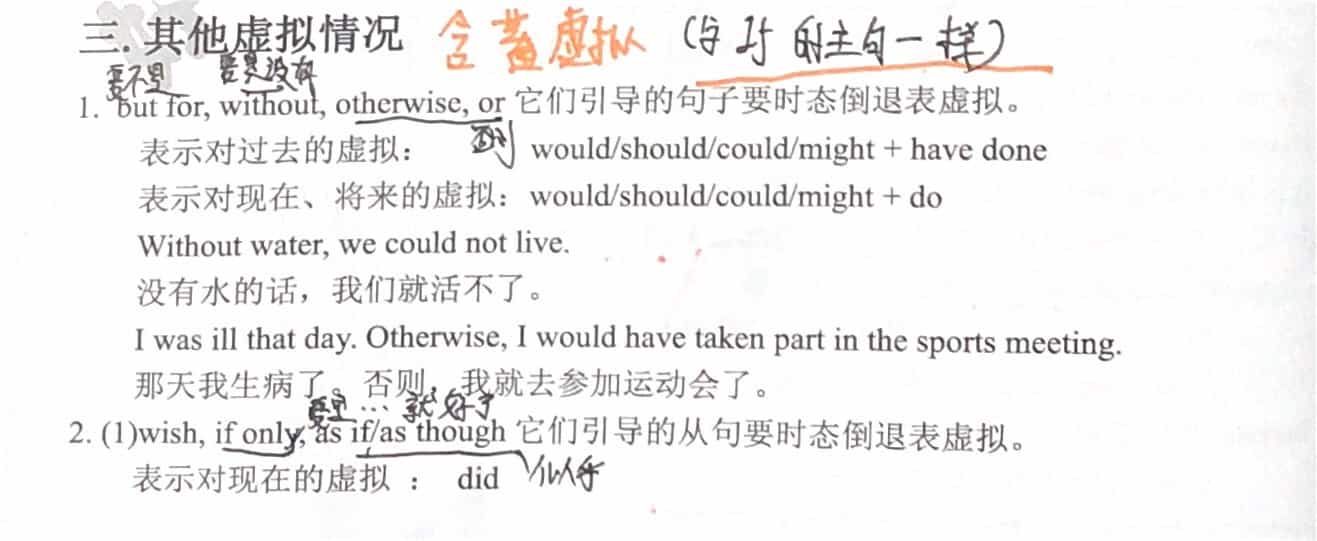 三. 其他虚拟情况 含蓄虚拟 (与 的主句一样)
要不是 要是没有
1. but for, without, otherwise, or 它们引导的句子要时态倒退表虚拟。
否则
表示对过去的虚拟： would/should/could/might + have done
表示对现在、将来的虚拟：would/should/could/might + do
Without water, we could not live.
没有水的话，我们就活不了。
I was ill that day. Otherwise, I would have taken part in the sports meeting.
那天我生病了。否则，我就去参加运动会了。
要是…就好了
2. (1)wish, if only, as if/as though 它们引导的从句要时态倒退表虚拟。
表示对现在的虚拟 ： did 似乎